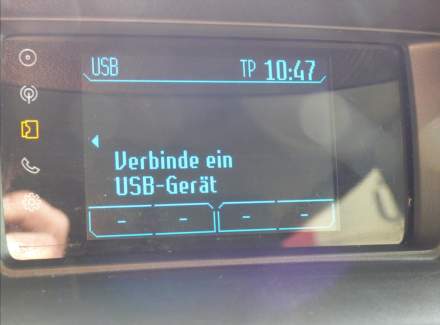 USB TP 10:47
Verbinde ein
USB-Gerät
- - - -